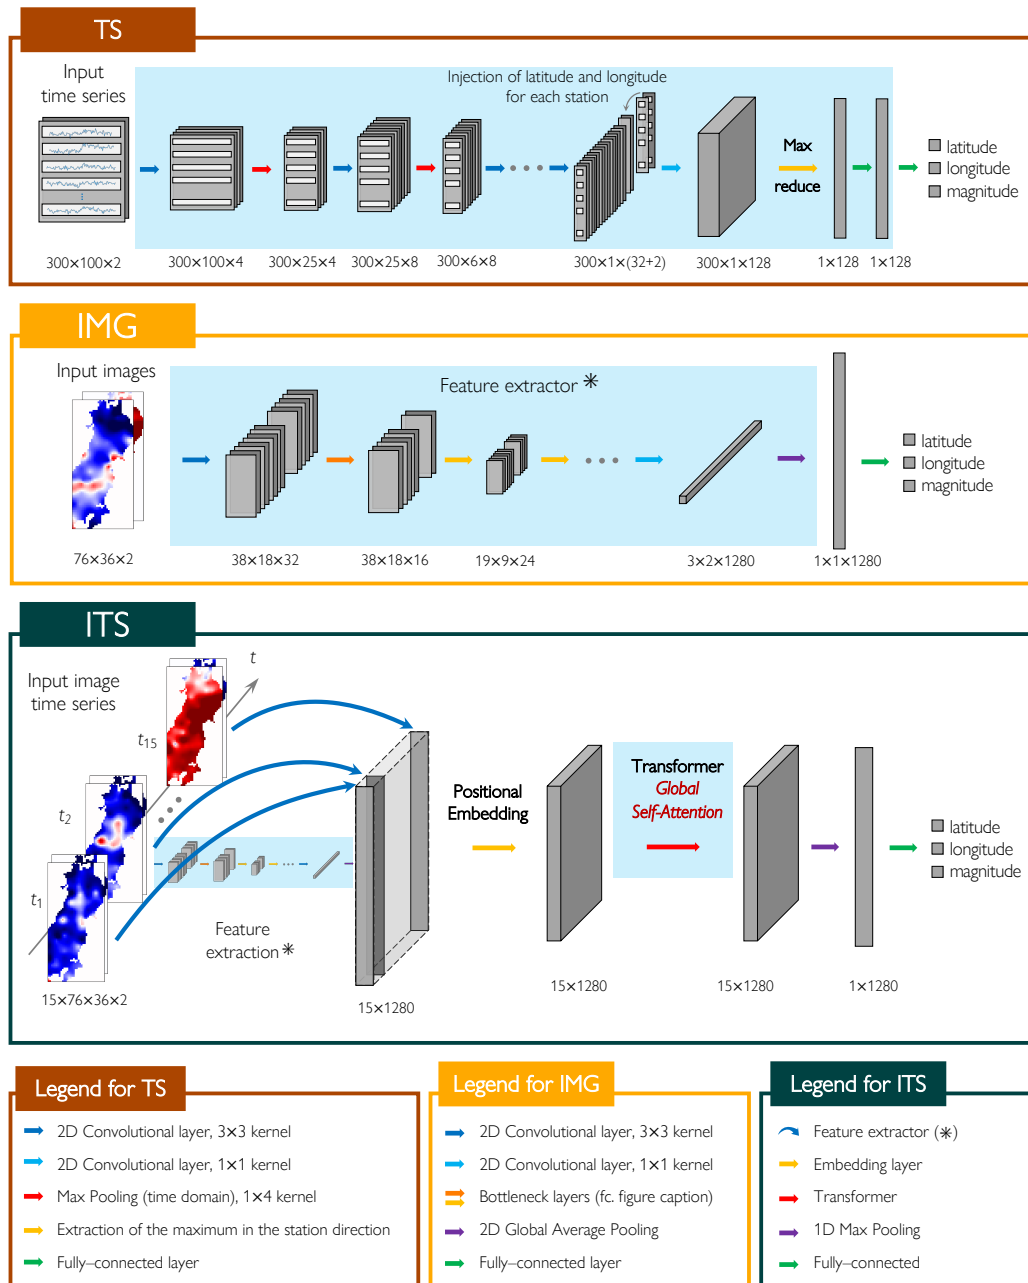 TS
Input
time series
Injection of latitude and longitude
for each station
Max
reduce
latitude
longitude
magnitude
300×100×2
300×100×4
300×25×4
300×25×8
300×6×8
300×1×(32+2)
300×1×128
1×128
1×128
IMG
Input images
Feature extractor *
latitude
longitude
magnitude
76×36×2
38×18×32
38×18×16
19×9×24
3×2×1280
1×1×1280
ITS
Input image
time series
t
t15
t2
t1
Positional
Embedding
Transformer
Global
Self-Attention
latitude
longitude
magnitude
Feature
extraction *
15×76×36×2
15×1280
15×1280
15×1280
1×1280
Legend for TS
2D Convolutional layer, 3×3 kernel
2D Convolutional layer, 1×1 kernel
Max Pooling (time domain), 1×4 kernel
Extraction of the maximum in the station direction
Fully–connected layer
Legend for IMG
2D Convolutional layer, 3×3 kernel
2D Convolutional layer, 1×1 kernel
Bottleneck layers (fc. figure caption)
2D Global Average Pooling
Fully–connected layer
Legend for ITS
Feature extractor (*)
Embedding layer
Transformer
1D Max Pooling
Fully–connected